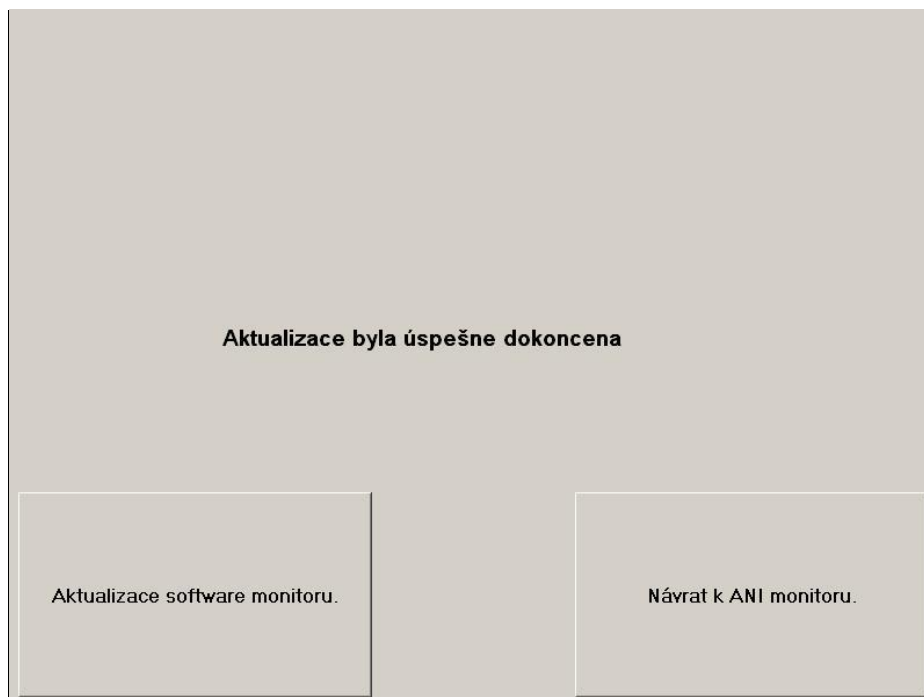 Aktualizace byla úspešne dokoncena
Aktualizace software monitoru.
Návrat k ANI monitoru.